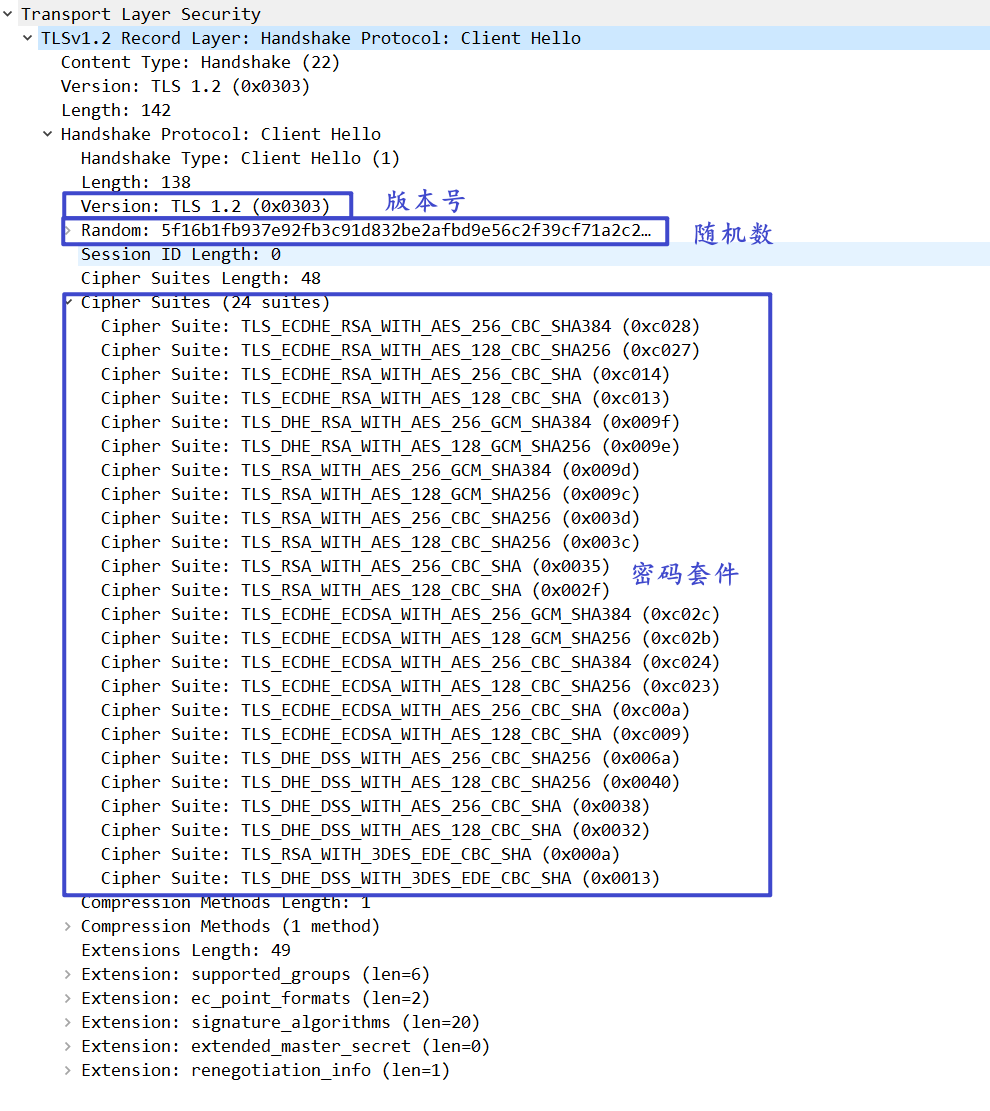 Transport Layer Security
TLSv1.2 Record Layer: Handshake Protocol: Client Hello
Content Type: Handshake (22)
Version: TLS 1.2 (0x0303)
Length: 142
Handshake Protocol: Client Hello
Handshake Type: Client Hello (1)
Length: 138
Version: TLS 1.2 (0x0303) 版本号
Random: 5f16b1fb937e92fb3c91d832be2afbd9e56c2f39cf71a2c2… 随机数
Session ID Length: 0
Cipher Suites Length: 48
Cipher Suites (24 suites)
Cipher Suite: TLS_ECDHE_RSA_WITH_AES_256_CBC_SHA384 (0xc028)
Cipher Suite: TLS_ECDHE_RSA_WITH_AES_128_CBC_SHA256 (0xc027)
Cipher Suite: TLS_ECDHE_RSA_WITH_AES_256_CBC_SHA (0xc014)
Cipher Suite: TLS_ECDHE_RSA_WITH_AES_128_CBC_SHA (0xc013)
Cipher Suite: TLS_DHE_RSA_WITH_AES_256_GCM_SHA384 (0x009f)
Cipher Suite: TLS_DHE_RSA_WITH_AES_128_GCM_SHA256 (0x009e)
Cipher Suite: TLS_RSA_WITH_AES_256_GCM_SHA384 (0x009d)
Cipher Suite: TLS_RSA_WITH_AES_128_GCM_SHA256 (0x009c)
Cipher Suite: TLS_RSA_WITH_AES_256_CBC_SHA256 (0x003d)
Cipher Suite: TLS_RSA_WITH_AES_128_CBC_SHA256 (0x003c)
Cipher Suite: TLS_RSA_WITH_AES_256_CBC_SHA (0x0035) 密码套件
Cipher Suite: TLS_RSA_WITH_AES_128_CBC_SHA (0x002f)
Cipher Suite: TLS_ECDHE_ECDSA_WITH_AES_256_GCM_SHA384 (0xc02c)
Cipher Suite: TLS_ECDHE_ECDSA_WITH_AES_128_GCM_SHA256 (0xc02b)
Cipher Suite: TLS_ECDHE_ECDSA_WITH_AES_256_CBC_SHA384 (0xc024)
Cipher Suite: TLS_ECDHE_ECDSA_WITH_AES_128_CBC_SHA256 (0xc023)
Cipher Suite: TLS_ECDHE_ECDSA_WITH_AES_256_CBC_SHA (0xc00a)
Cipher Suite: TLS_ECDHE_ECDSA_WITH_AES_128_CBC_SHA (0xc009)
Cipher Suite: TLS_DHE_DSS_WITH_AES_256_CBC_SHA256 (0x006a)
Cipher Suite: TLS_DHE_DSS_WITH_AES_128_CBC_SHA256 (0x0040)
Cipher Suite: TLS_DHE_DSS_WITH_AES_256_CBC_SHA (0x0038)
Cipher Suite: TLS_DHE_DSS_WITH_AES_128_CBC_SHA (0x0032)
Cipher Suite: TLS_RSA_WITH_3DES_EDE_CBC_SHA (0x000a)
Cipher Suite: TLS_DHE_DSS_WITH_3DES_EDE_CBC_SHA (0x0013)
Compression Methods Length: 1
Compression Methods (1 method)
Extensions Length: 49
Extension: supported_groups (len=6)
Extension: ec_point_formats (len=2)
Extension: signature_algorithms (len=20)
Extension: extended_master_secret (len=0)
Extension: renegotiation_info (len=1)